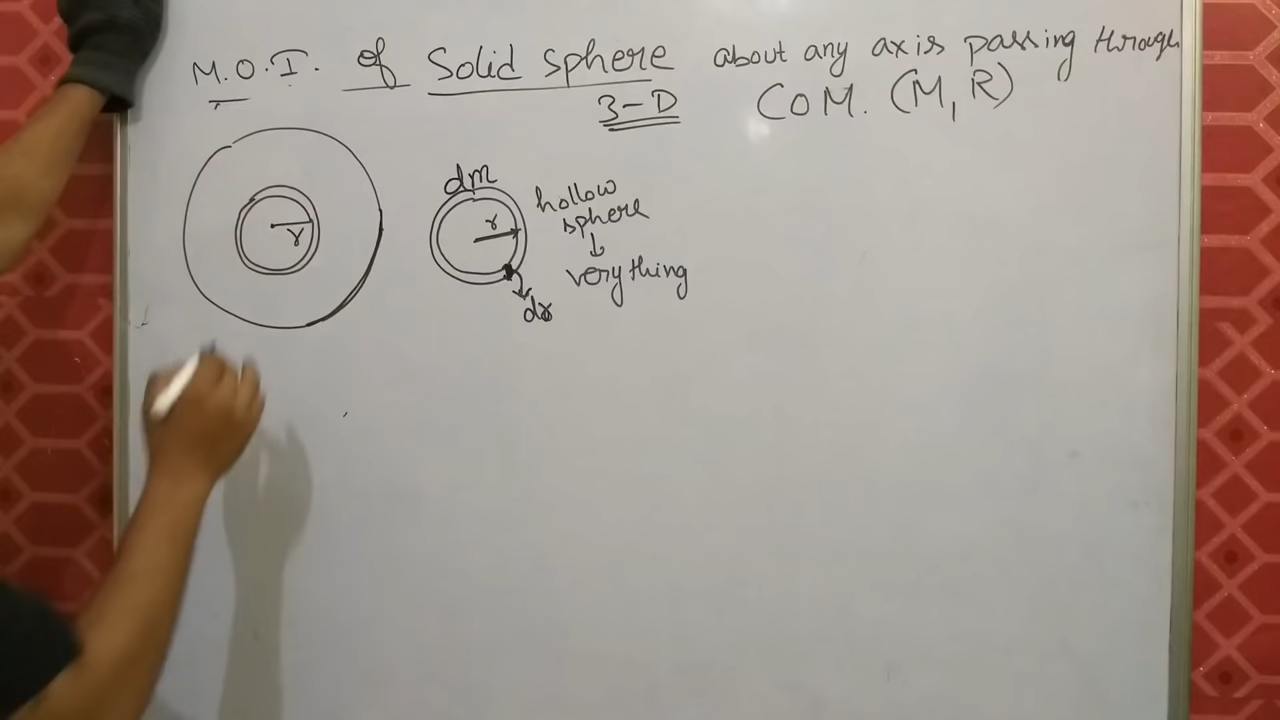 M.O.I. of Solid sphere about any axis passing through
3-D COM. (M, R)
r
dm
r
hollow
sphere
↓
very thing
dr